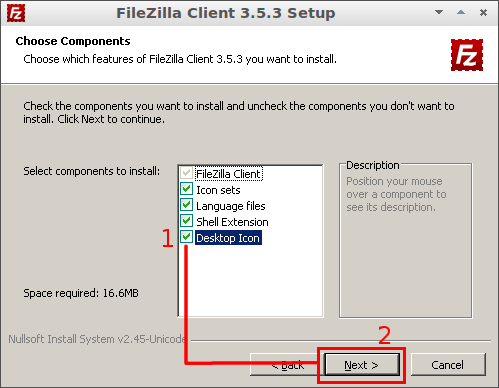 FileZilla Client 3.5.3 Setup
Choose Components
Choose which features of FileZilla Client 3.5.3 you want to install.
FZ
Check the components you want to install and uncheck the components you don't want to
install. Click Next to continue.
Select components to install:
FileZilla Client
Icon sets
Language files
Shell Extension
Desktop Icon
1
Description
Position your mouse
over a component to
see its description.
Space required: 16.6MB
Nullsoft Install System v2.45-Unicode
2
< Back
Next >
Cancel